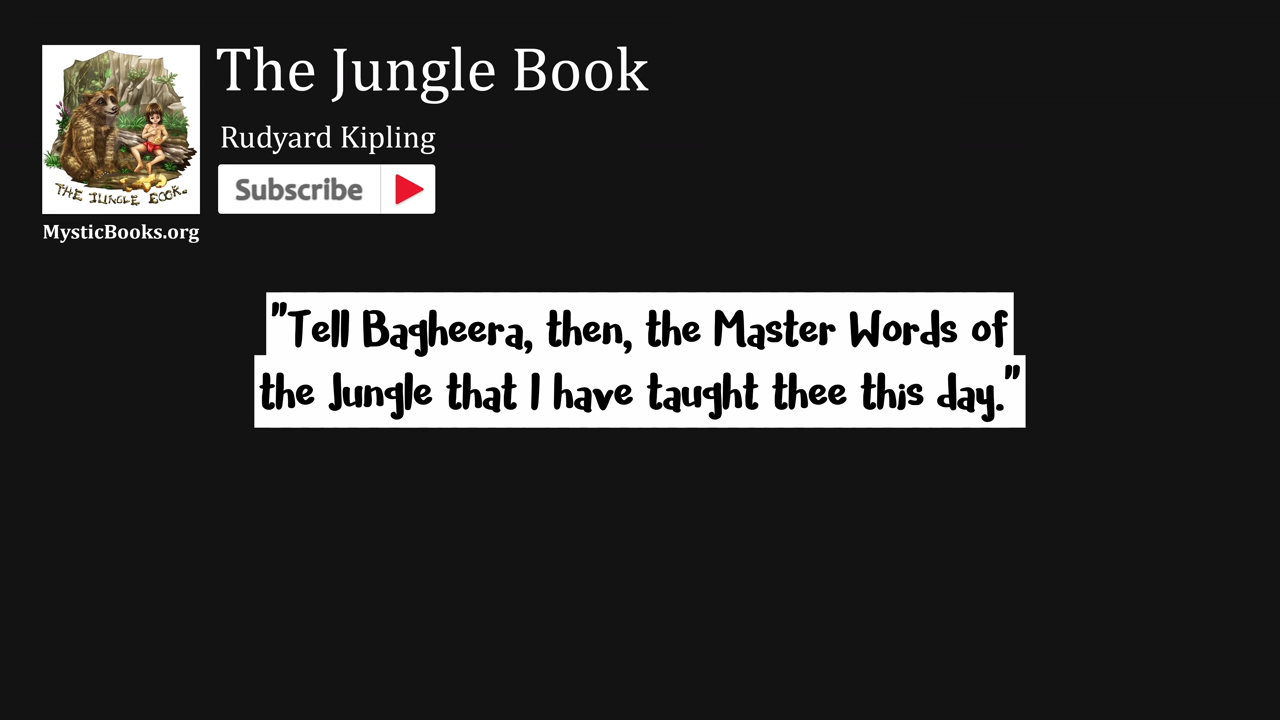 The Jungle Book
Rudyard Kipling
Subscribe
THE JUNGLE BOOK.
MysticBooks.org
"Tell Bagheera, then, the Master Words of
the Jungle that I have taught thee this day."